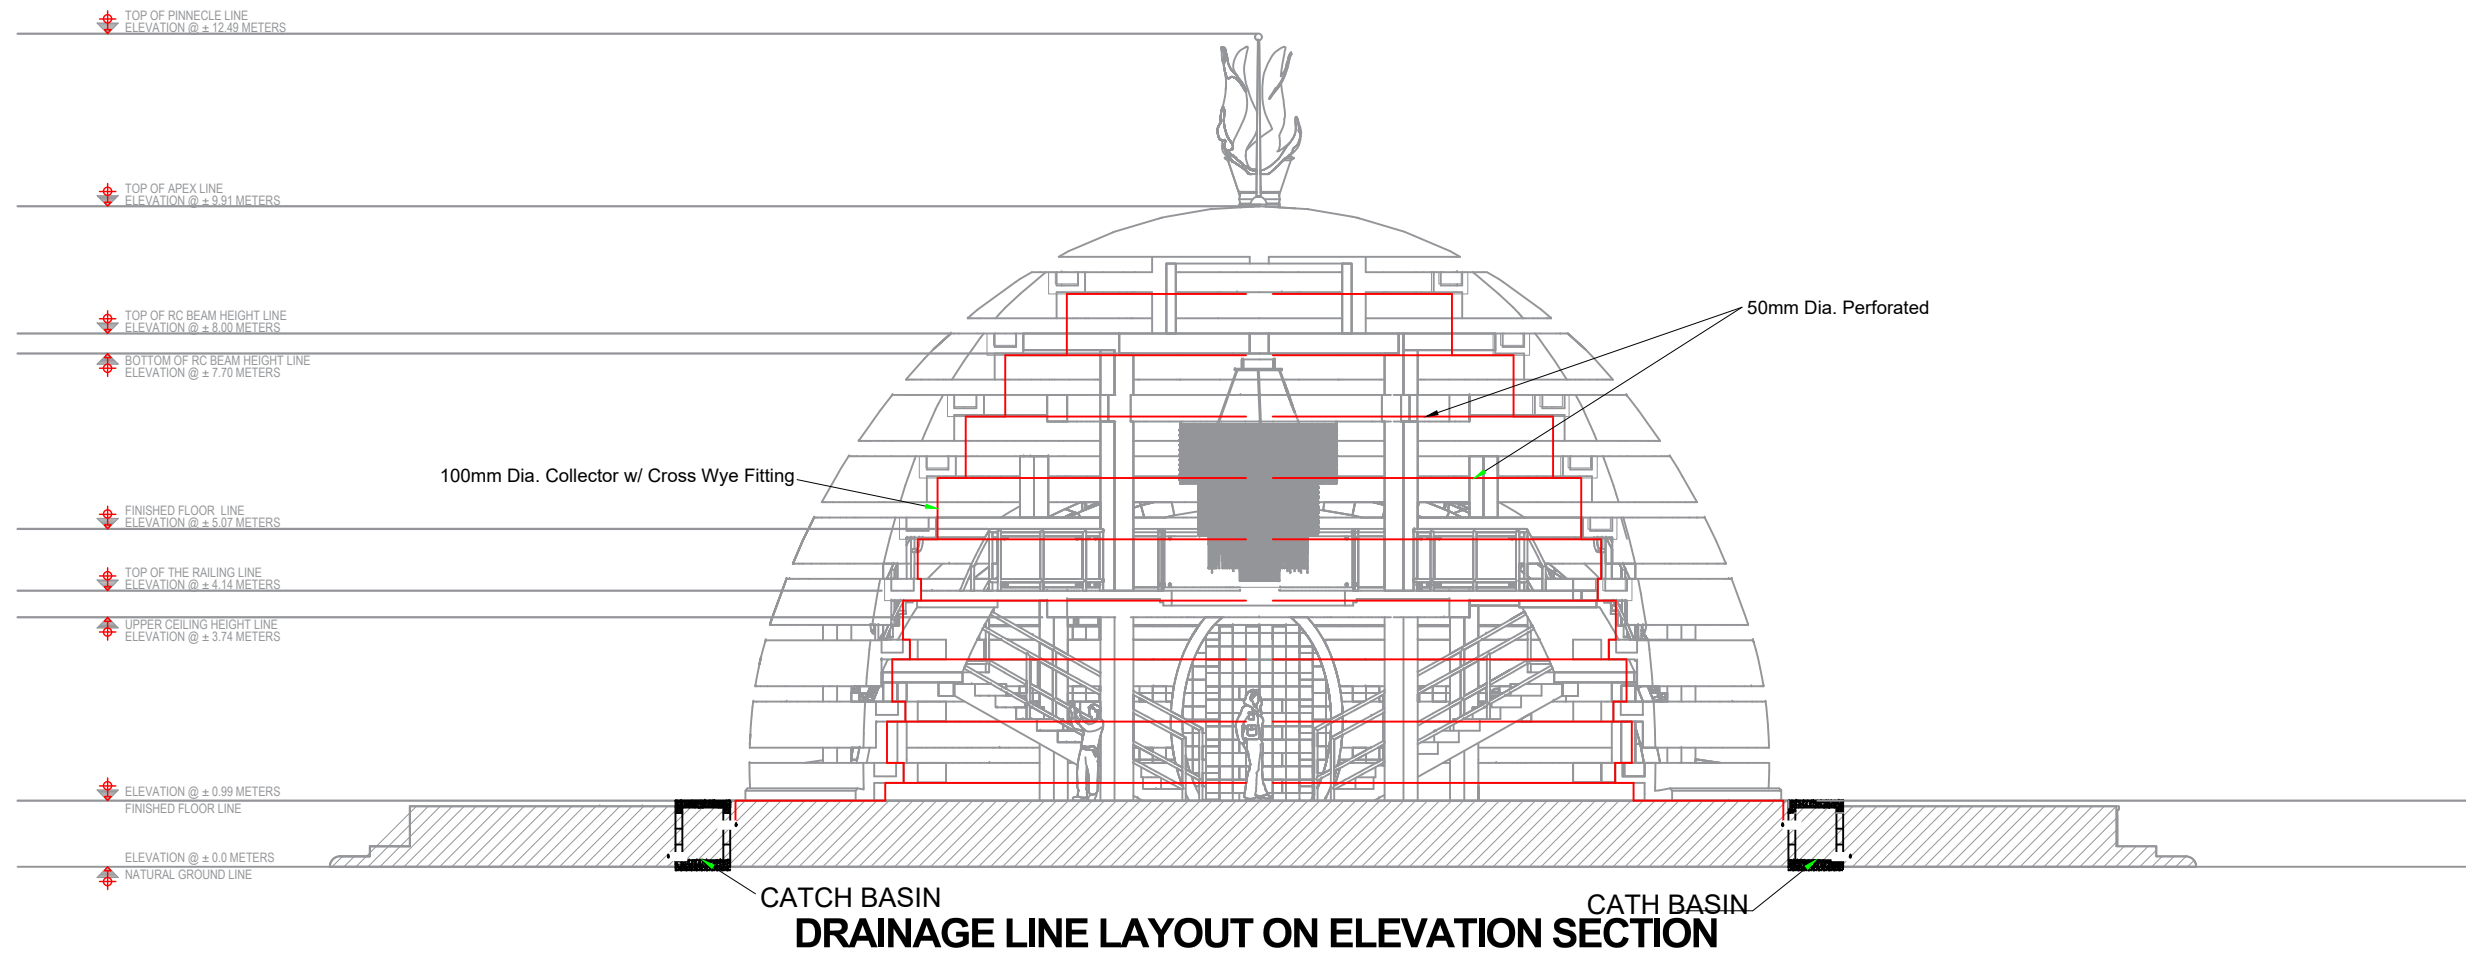 TOP OF PINNECLE LINE
ELEVATION @ ± 12.49 METERS
TOP OF APEX LINE
ELEVATION @ ± 9.91 METERS
TOP OF RC BEAM HEIGHT LINE
ELEVATION @ ± 8.00 METERS
50mm Dia. Perforated
BOTTOM OF RC BEAM HEIGHT LINE
ELEVATION @ ± 7.70 METERS
100mm Dia. Collector w/ Cross Wye Fitting
FINISHED FLOOR LINE
ELEVATION @ ± 5.07 METERS
TOP OF THE RAILING LINE
ELEVATION @ ± 4.14 METERS
UPPER CEILING HEIGHT LINE
ELEVATION @ ± 3.74 METERS
ELEVATION @ ± 0.99 METERS
FINISHED FLOOR LINE
ELEVATION @ ± 0.0 METERS
NATURAL GROUND LINE
CATCH BASIN
CATH BASIN
DRAINAGE LINE LAYOUT ON ELEVATION SECTION